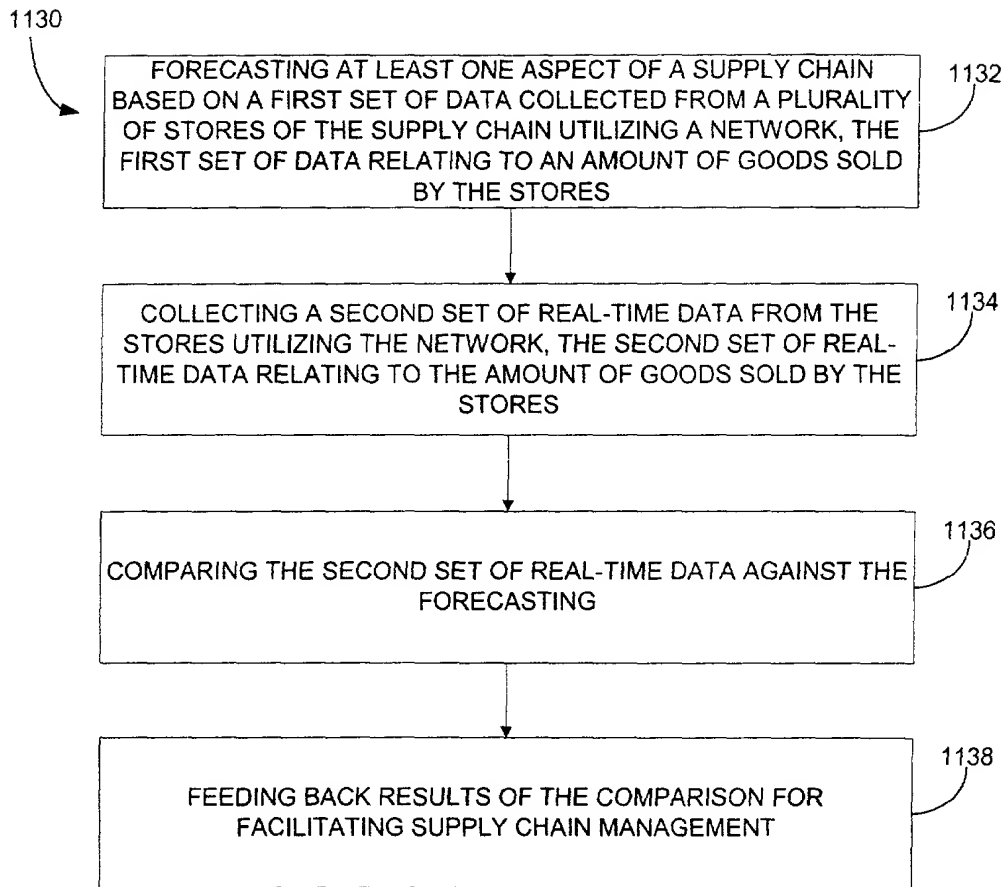 1130
FORECASTING AT LEAST ONE ASPECT OF A SUPPLY CHAIN
BASED ON A FIRST SET OF DATA COLLECTED FROM A PLURALITY
OF STORES OF THE SUPPLY CHAIN UTILIZING A NETWORK, THE
FIRST SET OF DATA RELATING TO AN AMOUNT OF GOODS SOLD
BY THE STORES
1132
COLLECTING A SECOND SET OF REAL-TIME DATA FROM THE
STORES UTILIZING THE NETWORK, THE SECOND SET OF REAL-
TIME DATA RELATING TO THE AMOUNT OF GOODS SOLD BY THE
STORES
1134
COMPARING THE SECOND SET OF REAL-TIME DATA AGAINST THE
FORECASTING
1136
FEEDING BACK RESULTS OF THE COMPARISON FOR
FACILITATING SUPPLY CHAIN MANAGEMENT
1138